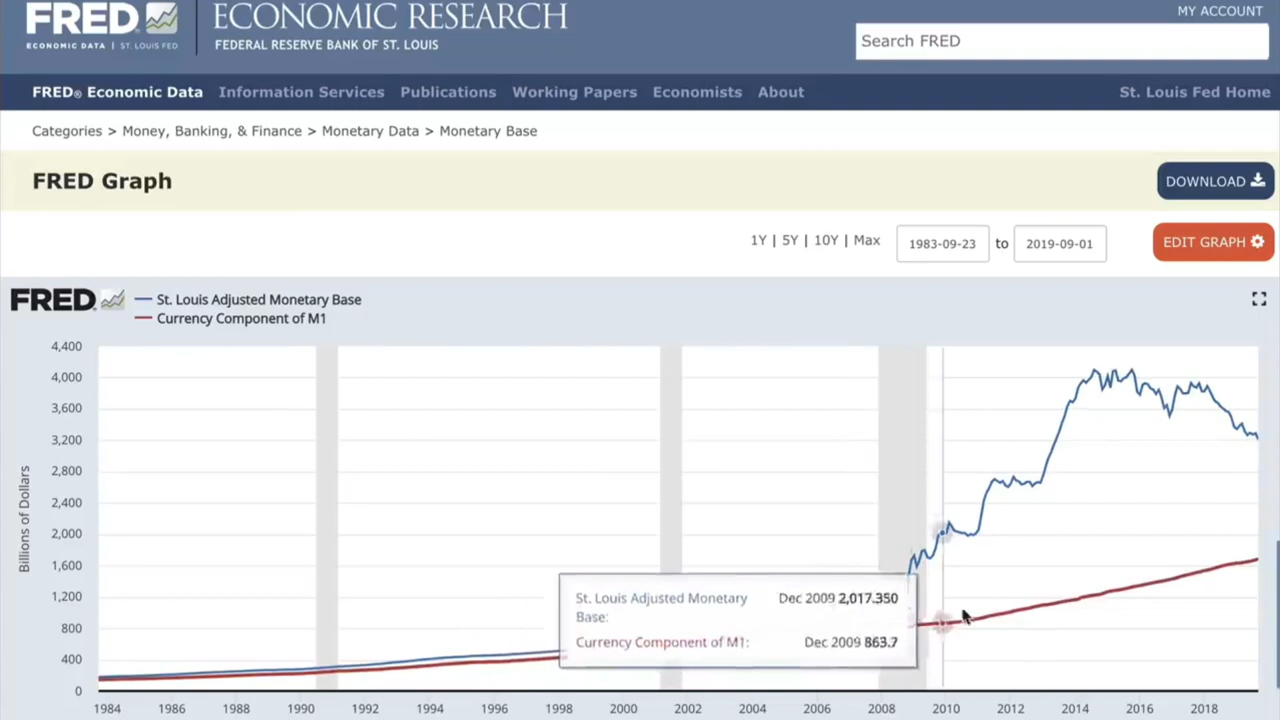 FRED
ECONOMIC DATA | ST. LOUIS FED
ECONOMIC RESEARCH
FEDERAL RESERVE BANK OF ST. LOUIS
MY ACCOUNT
Search FRED
FRED® Economic Data Information Services Publications Working Papers Economists About St. Louis Fed Home
Categories > Money, Banking, & Finance > Monetary Data > Monetary Base
FRED Graph
DOWNLOAD
1Y | 5Y | 10Y | Max 1983-09-23 to 2019-09-01
EDIT GRAPH
FRED
St. Louis Adjusted Monetary Base
Currency Component of M1
4,400
4,000
3,600
3,200
2,800
2,400
2,000
1,600
1,200
800
400
0
Billions of Dollars
St. Louis Adjusted Monetary Dec 2009 2,017.350
Base:
Currency Component of M1: Dec 2009 863.7
1984 1986 1988 1990 1992 1994 1996 1998 2000 2002 2004 2006 2008 2010 2012 2014 2016 2018